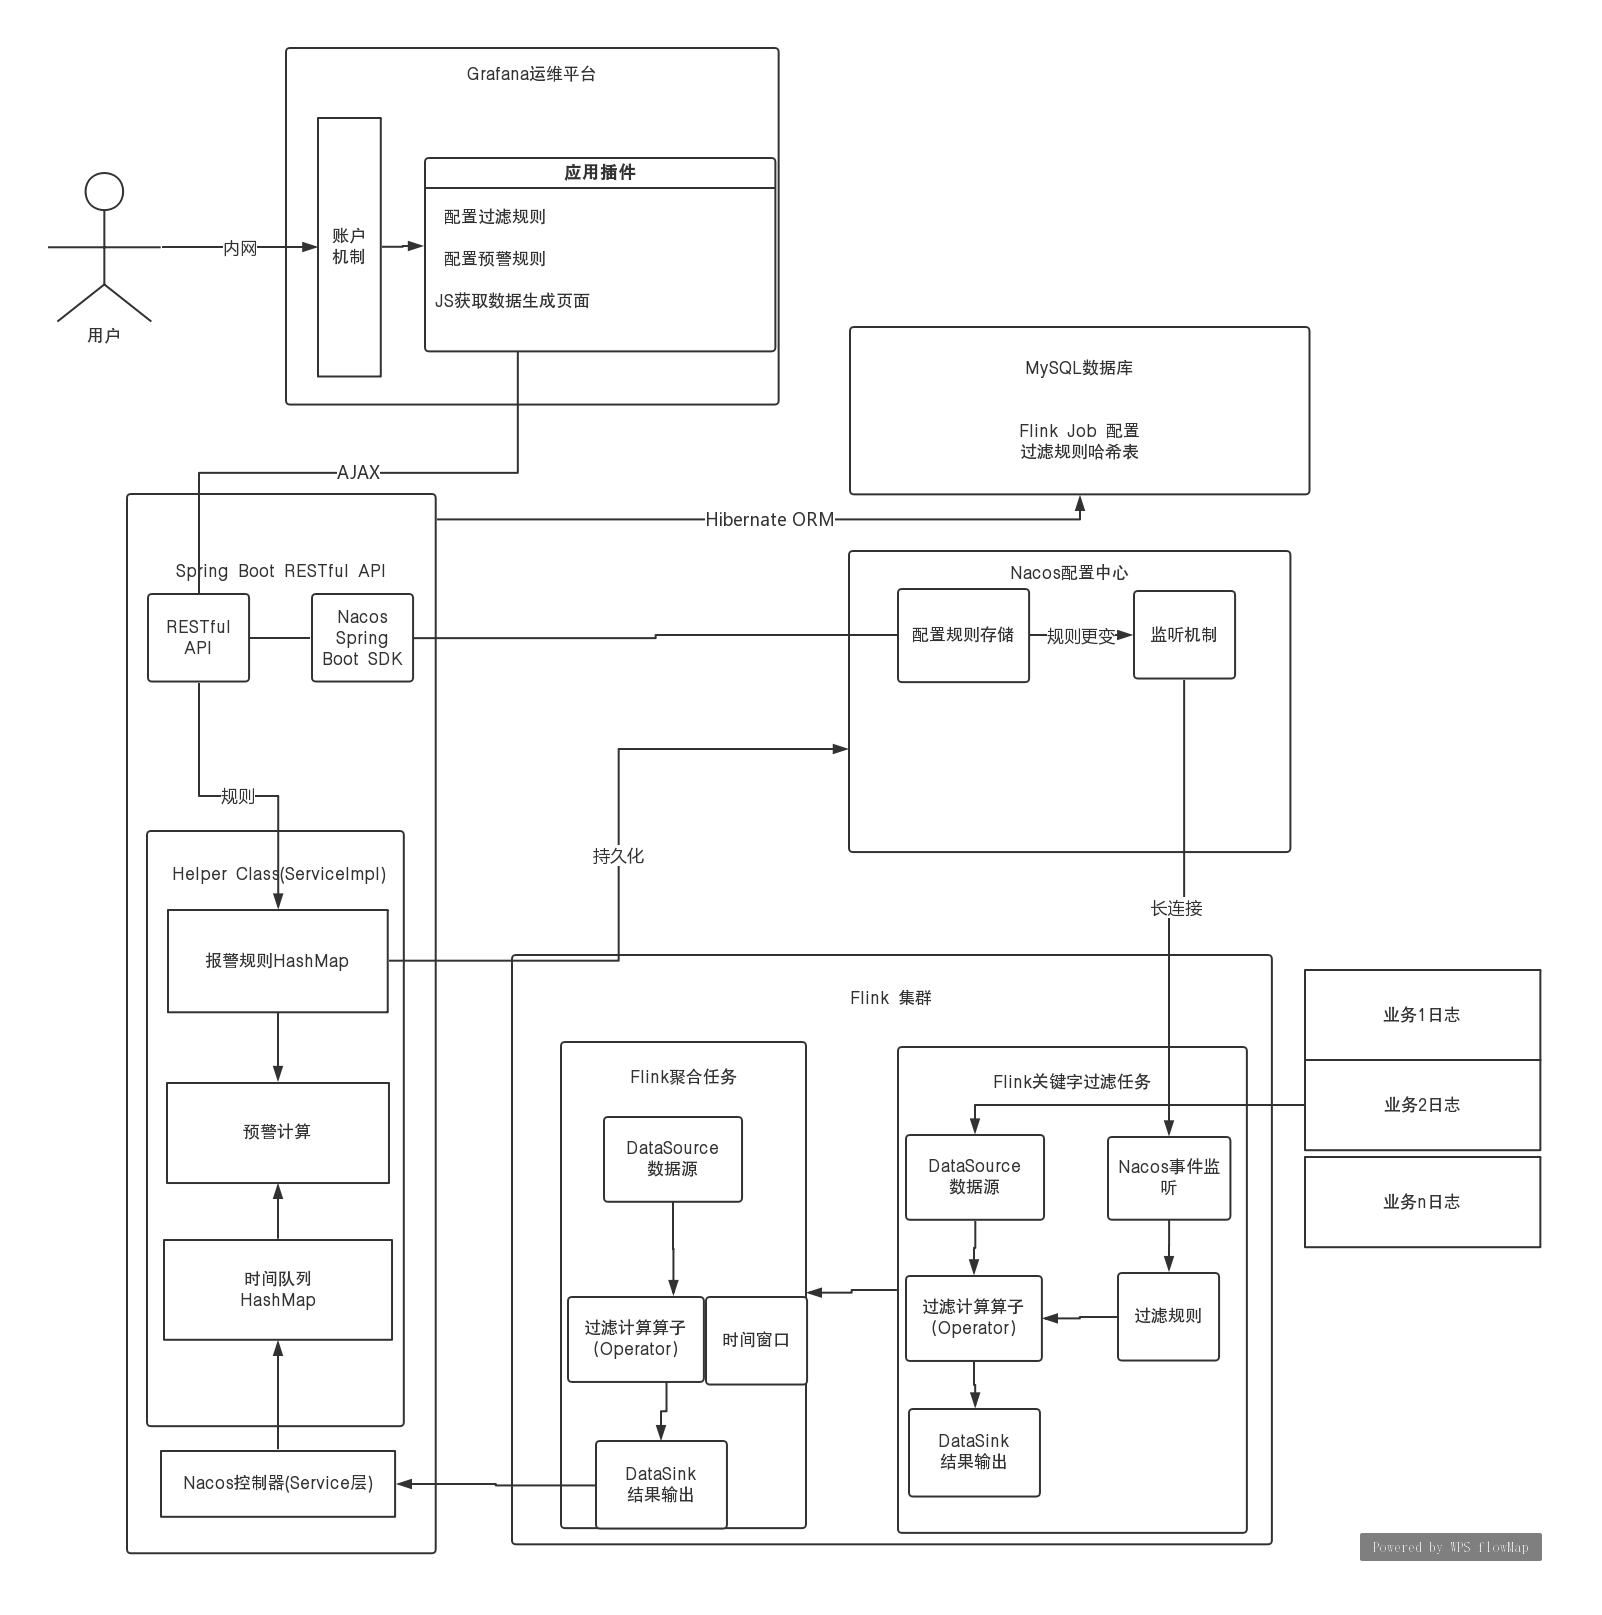 Grafana运维平台
账户
机制
应用插件
配置过滤规则
配置预警规则
JS获取数据生成页面
内网
用户
MySQL数据库
Flink Job 配置
过滤规则哈希表
AJAX
Hibernate ORM
Spring Boot RESTful API
RESTful
API
Nacos
Spring
Boot SDK
Nacos配置中心
配置规则存储
规则更变
监听机制
规则
持久化
长连接
Helper Class(ServiceImpl)
报警规则HashMap
预警计算
时间队列
HashMap
Nacos控制器(Service层)
Flink 集群
Flink聚合任务
DataSource
数据源
过滤计算算子
(Operator)
时间窗口
DataSink
结果输出
Flink关键字过滤任务
DataSource
数据源
Nacos事件监
听
过滤计算算子
(Operator)
过滤规则
DataSink
结果输出
业务1日志
业务2日志
业务n日志
Powered by WPS flowMap